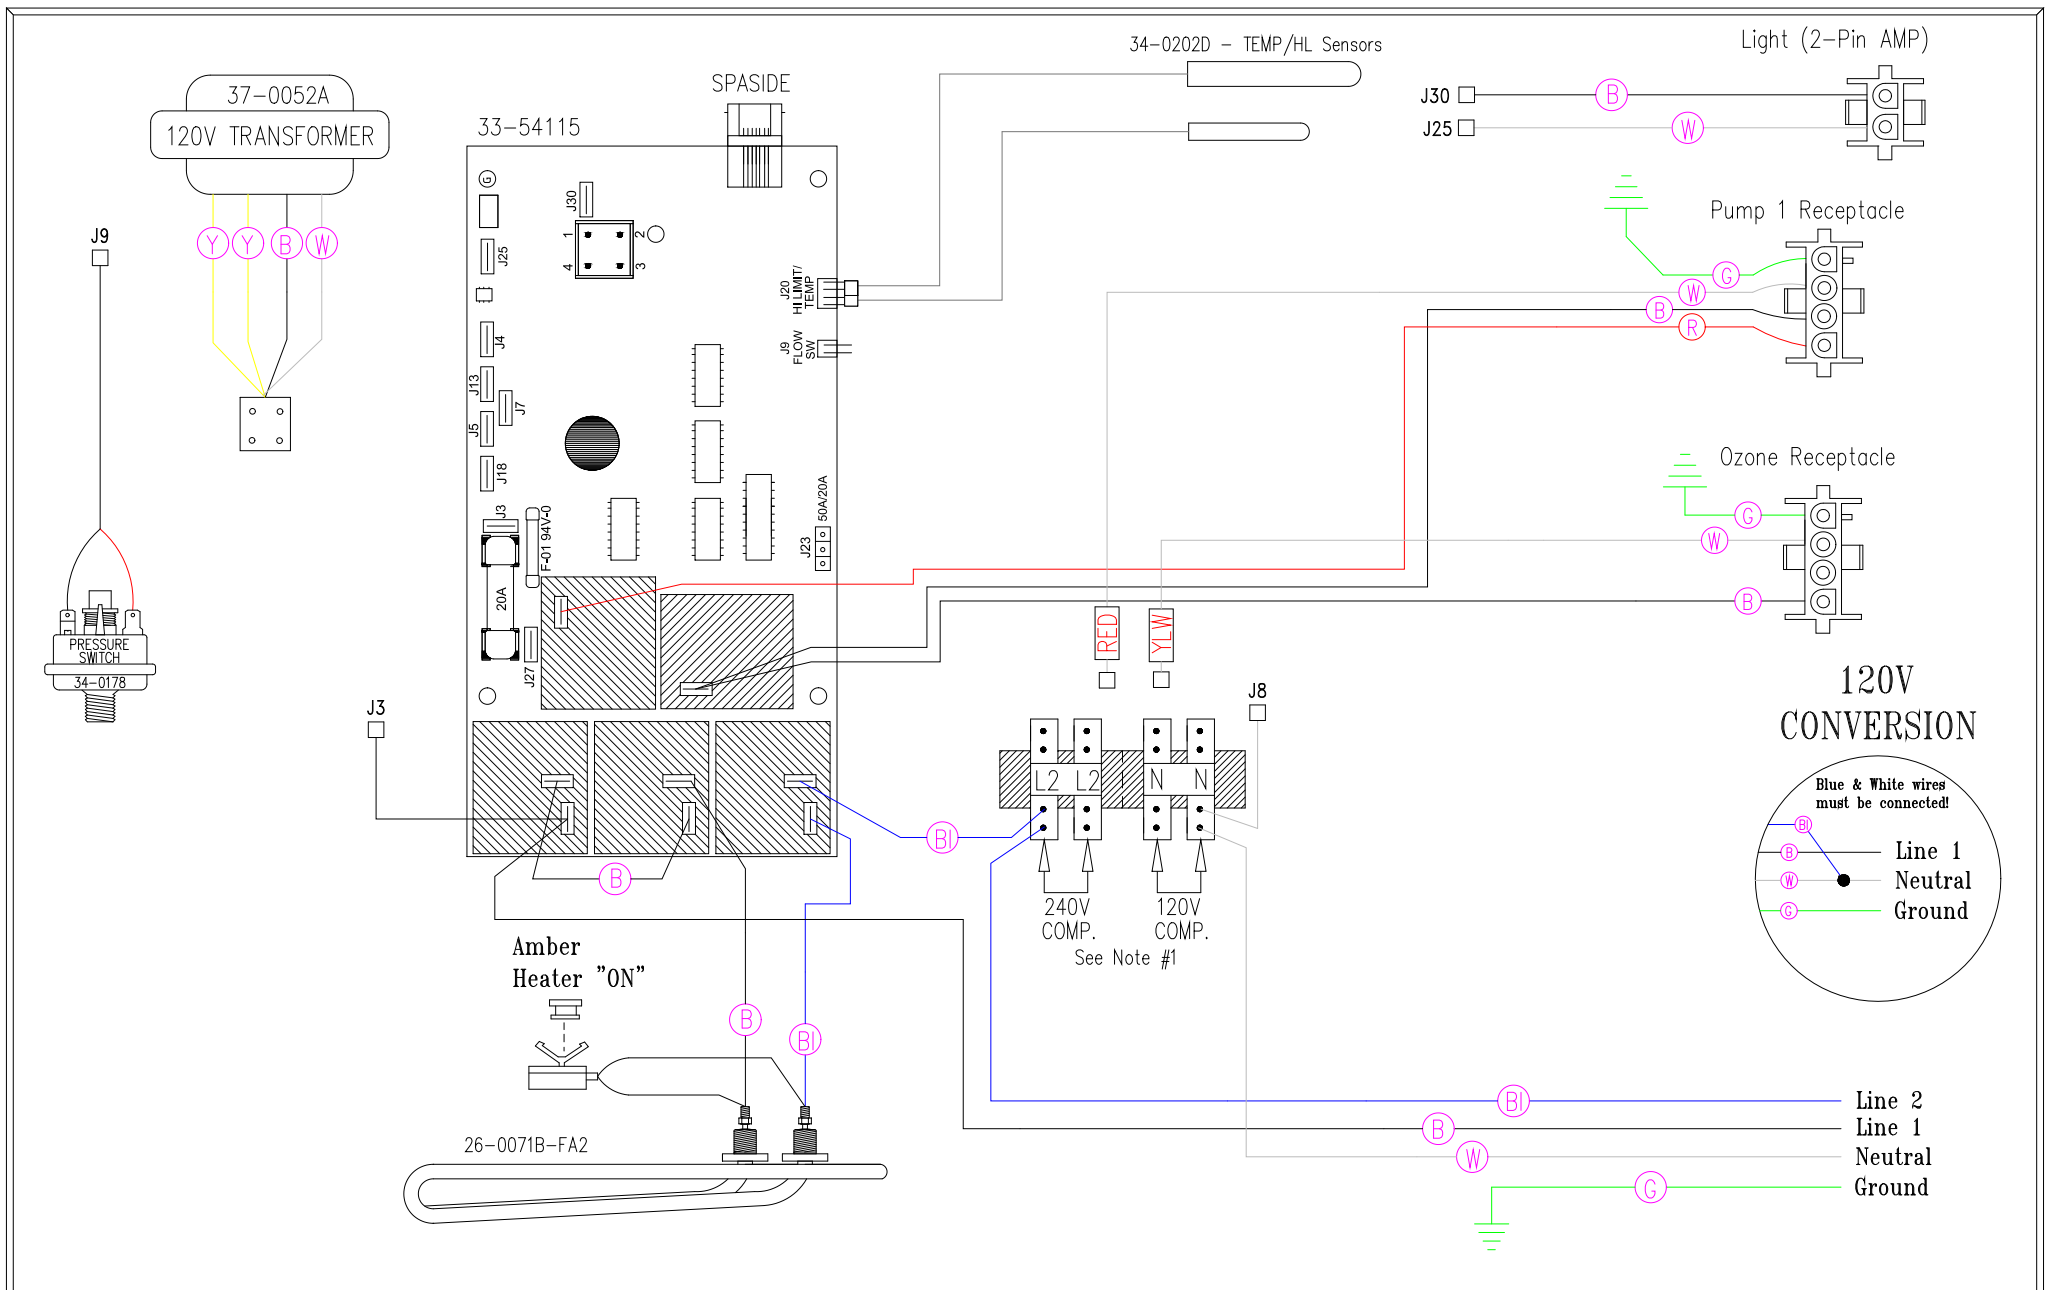 34-0202D - TEMP/HL Sensors
Light (2-Pin AMP)
37-0052A
120V TRANSFORMER
SPASIDE
33-54115
J30
B
J25
W
G
J30
1
2
4
3
J25
J9
Y
Y
B
W
Pump 1 Receptacle
G
W
B
R
J20
HI LIMIT/
TEMP
J9
FLOW
SW
J4
J13
J7
J5
J18
J3
F-01 94V-0
20A
J27
J23
50A/20A
Ozone Receptacle
G
W
B
RED
YLW
PRESSURE
SWITCH
34-0178
J3
J8
L2
L2
N
N
240V
COMP.
120V
COMP.
See Note #1
120V
CONVERSION
Blue & White wires
must be connected!
Bl
B
Line 1
W
Neutral
G
Ground
Bl
B
Amber
Heater "ON"
B
Bl
26-0071B-FA2
Bl
Line 2
B
Line 1
W
Neutral
G
Ground